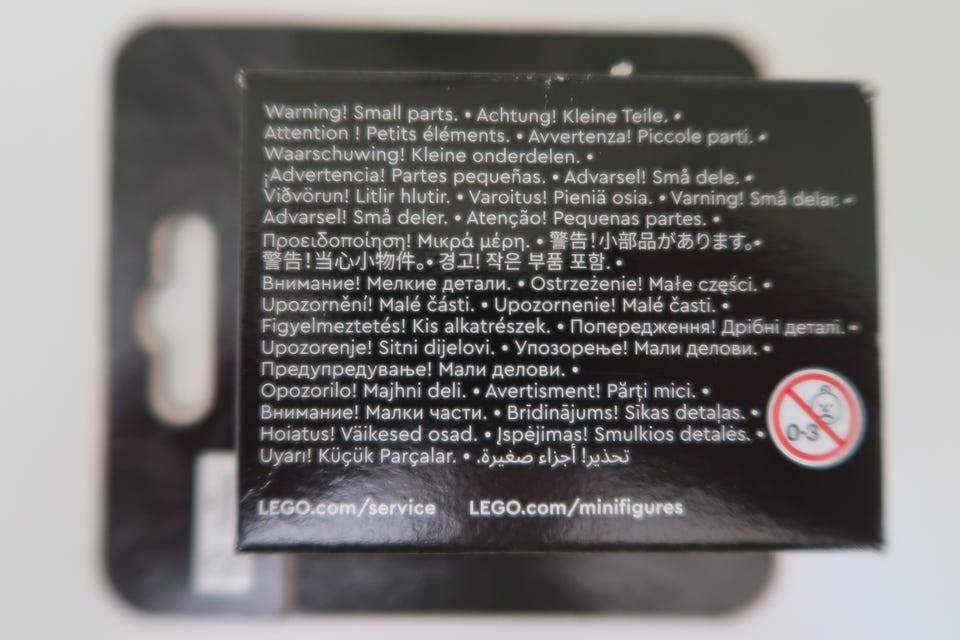 Warning! Small parts. • Achtung! Kleine Teile. •
Attention ! Petits éléments. • Avvertenza! Piccole parti. •
Waarschuwing! Kleine onderdelen. •
¡Advertencia! Partes pequeñas. • Advarsel! Små dele. •
Viðvörun! Litlir hlutir. • Varoitus! Pieniä osia. • Varning! Små delar. •
Advarsel! Små deler. • Atenção! Pequenas partes. •
Προειδοποίηση! Μικρά μέρη. • 警告!小部品があります。•
警告!当心小物件。• 경고! 작은 부품 포함. •
Внимание! Мелкие детали. • Ostrzeżenie! Małe części. •
Upozornění! Malé části. • Upozornenie! Malé časti. •
Figyelmeztetés! Kis alkatrészek. • Попередження! Дрібні деталі. •
Upozorenje! Sitni dijelovi. • Упозорење! Мали делови. •
Предупредување! Мали делови. •
Opozorilo! Majhni deli. • Avertisment! Părți mici. •
Внимание! Малки части. • Brīdinājums! Sīkas detaļas. •
Hoiatus! Väikesed osad. • Įspėjimas! Smulkios detalės. •
Uyarı! Küçük Parçalar. • تحذير! أجزاء صغيرة.
0-3
LEGO.com/service LEGO.com/minifigures